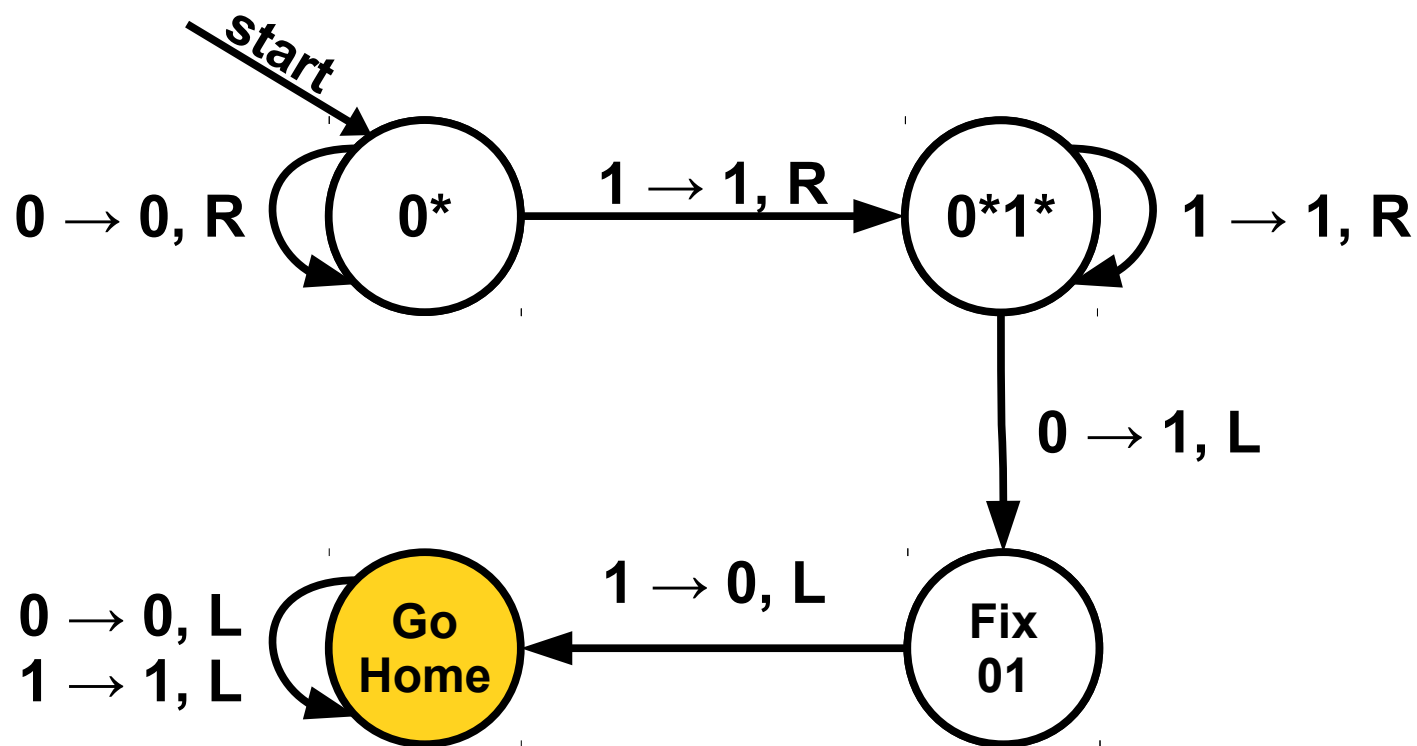 start
0 → 0, R
0*
1 → 1, R
0*1*
1 → 1, R
0 → 1, L
0 → 0, L
1 → 1, L
Go
Home
1 → 0, L
Fix
01